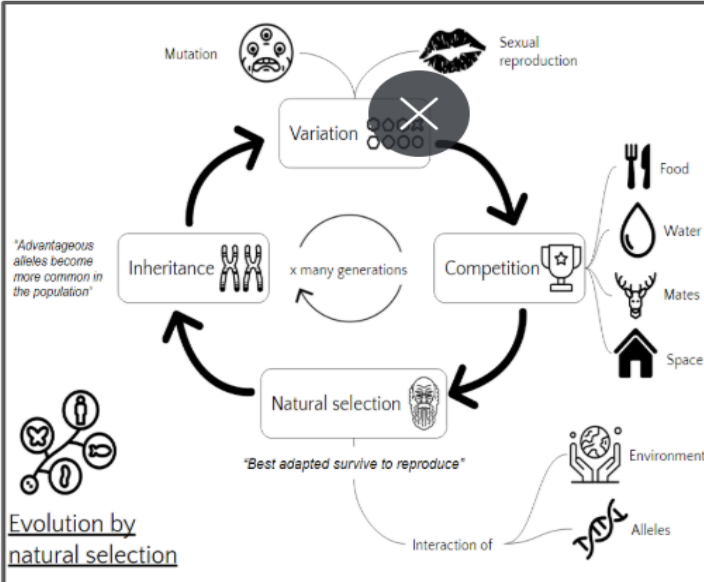 Mutation
Sexual
reproduction
Variation
Food
Water
"Advantageous
alleles become
more common in
the population"
Inheritance
x many generations
Competition
Mates
Space
Natural selection
"Best adapted survive to reproduce"
Environment
Alleles
Interaction of
Evolution by
natural selection